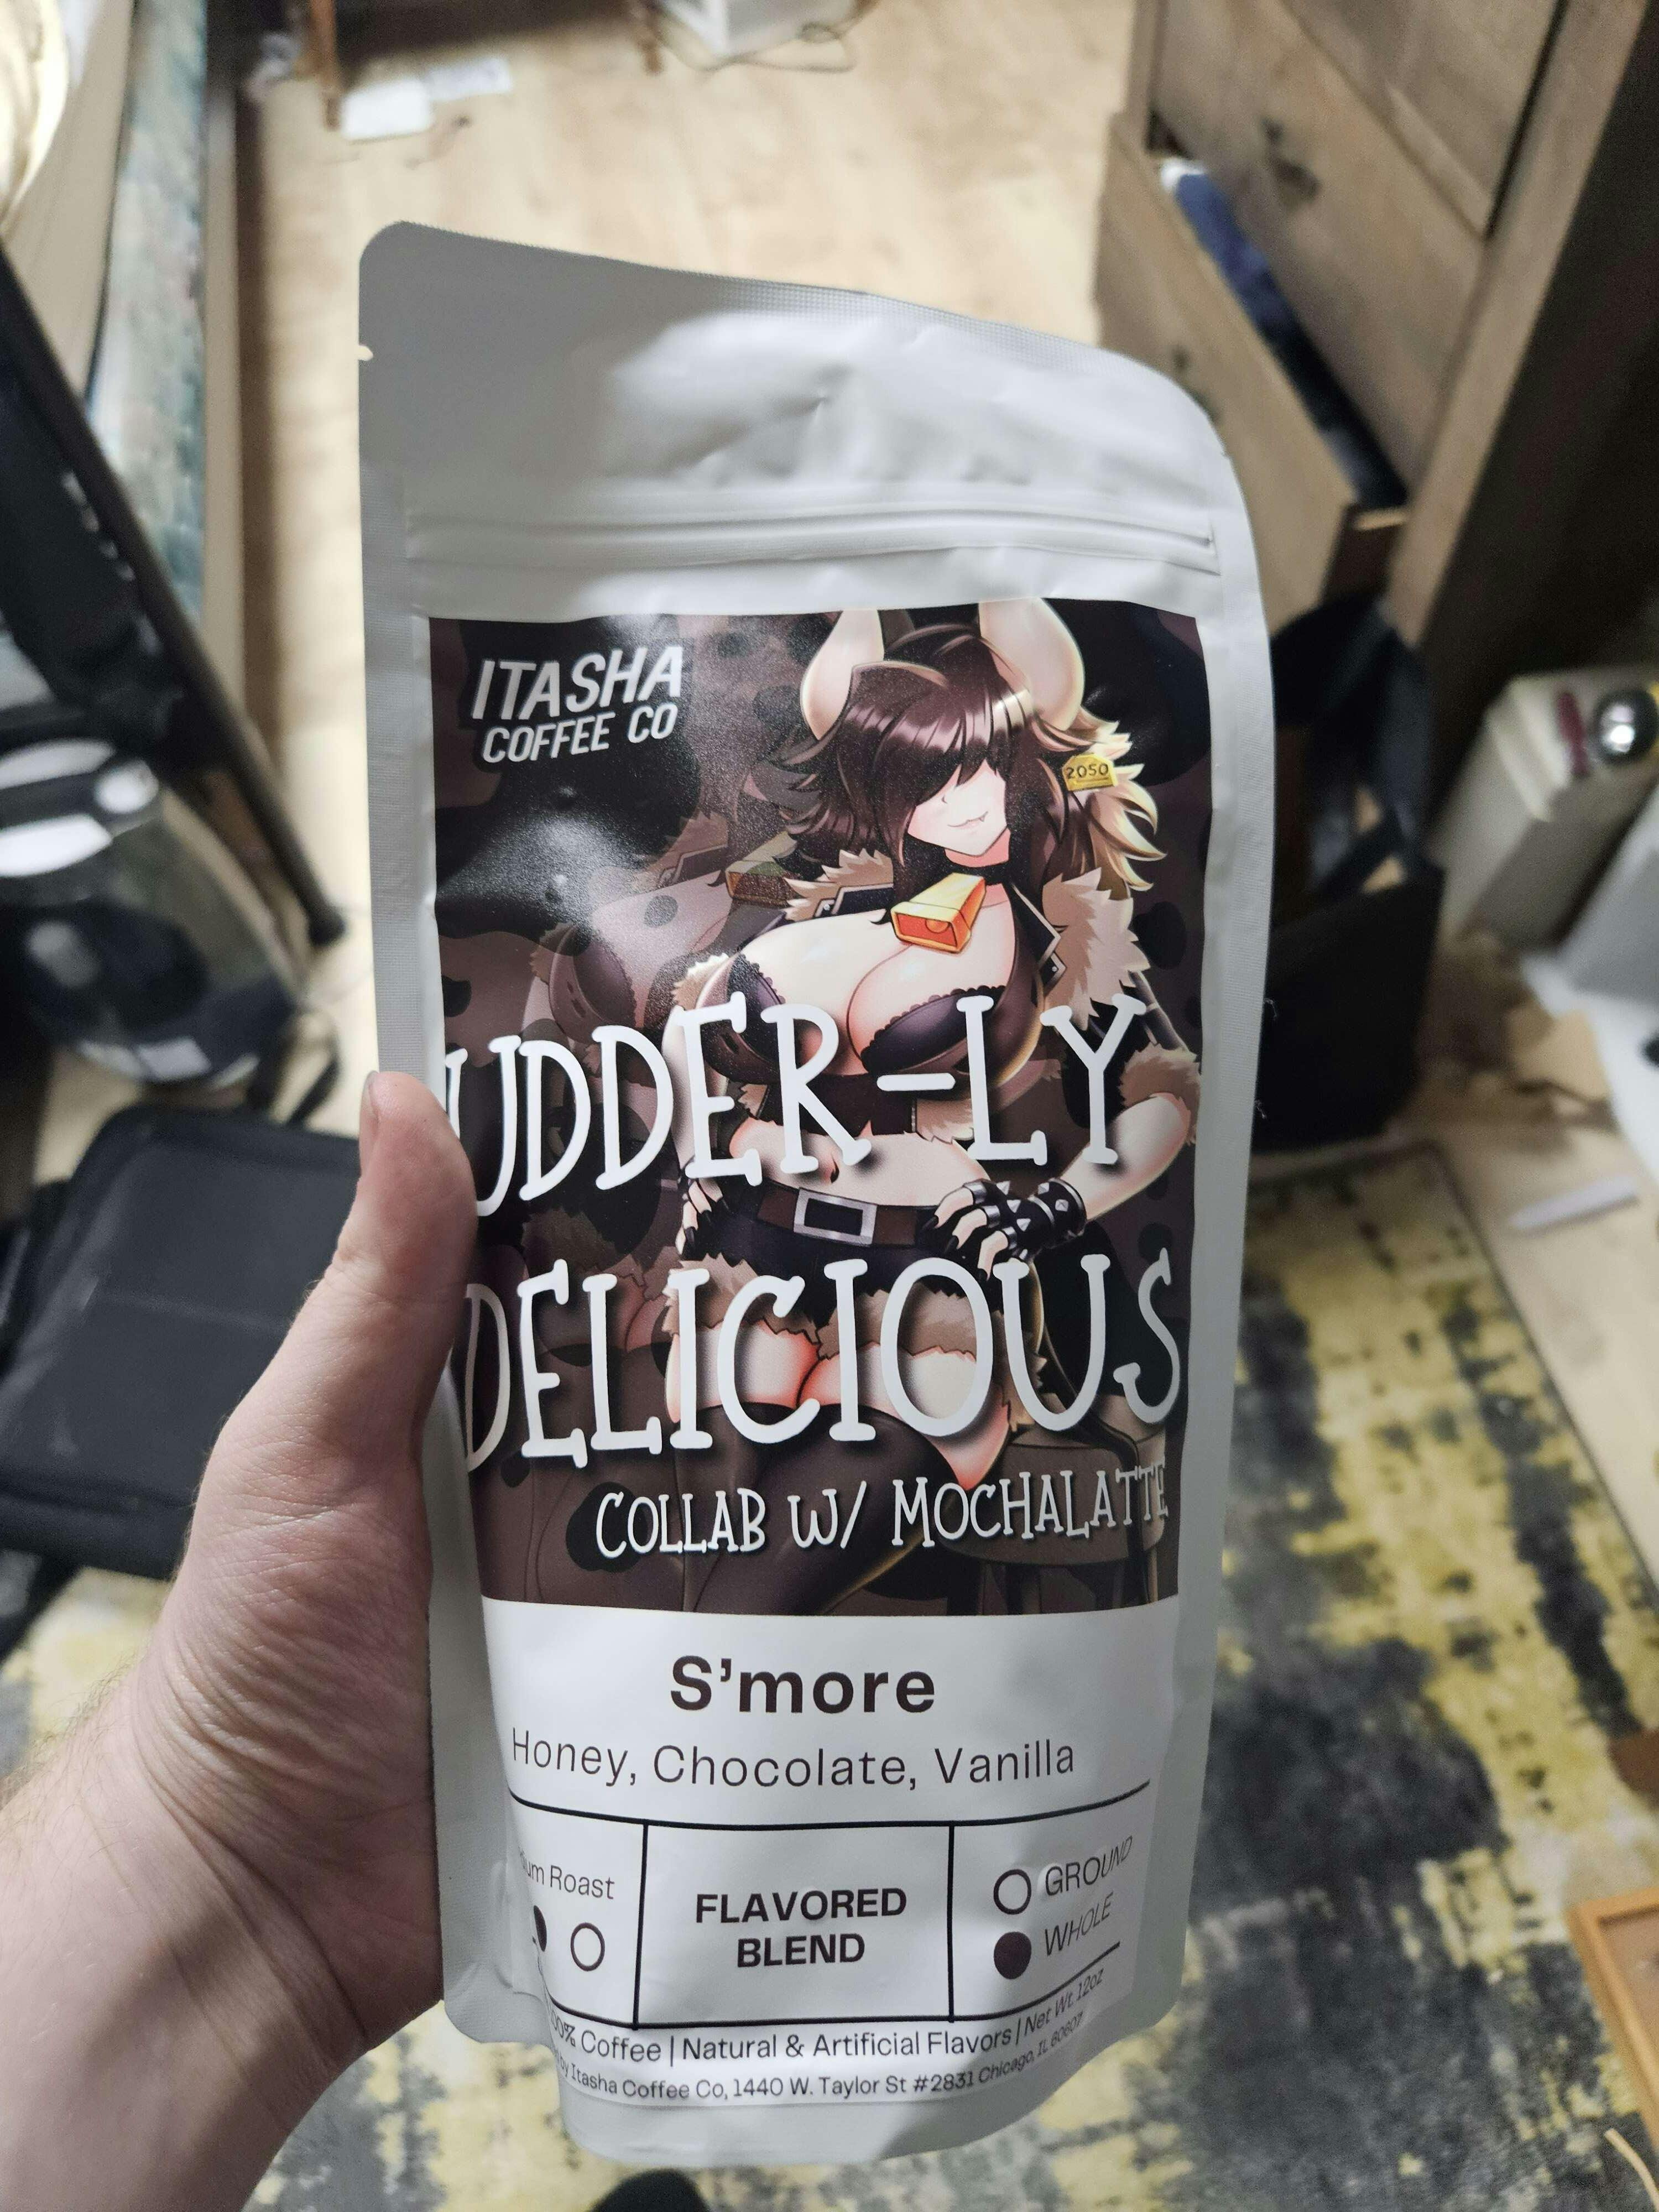 ITASHA
COFFEE CO
2050
UDDER-LY
DELICIOUS
COLLAB W/ MOCHALATTE
S'more
Honey, Chocolate, Vanilla
Roast
FLAVORED
BLEND
GROUND
WHOLE
Coffee | Natural & Artificial Flavors | Net Wt. 12oz
by Itasha Coffee Co, 1440 W. Taylor St #2831 Chicago, IL 60607